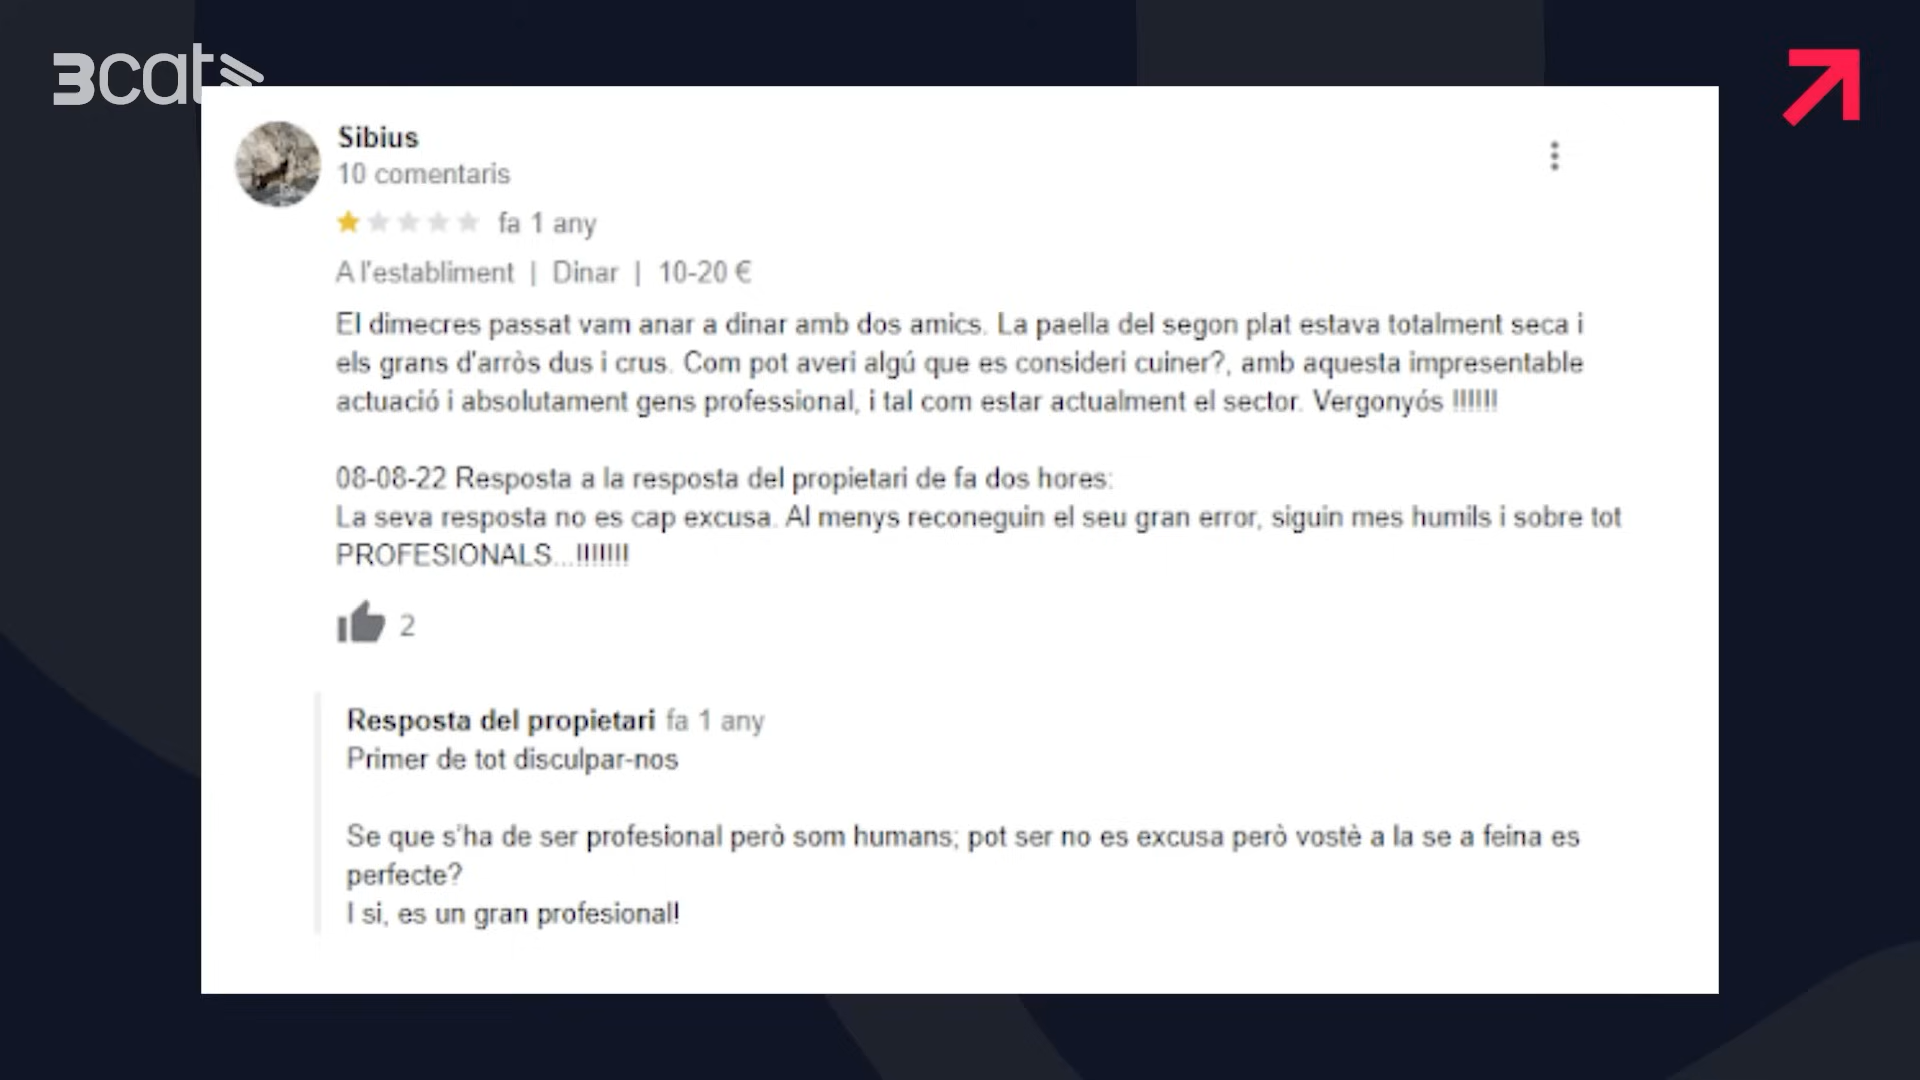 3cat
Sibius
10 comentaris
fa 1 any
A l'establiment | Dinar | 10-20 €
El dimecres passat vam anar a dinar amb dos amics. La paella del segon plat estava totalment seca i
els grans d'arròs dus i crus. Com pot averi algú que es consideri cuiner?, amb aquesta impresentable
actuació i absolutament gens professional, i tal com estar actualment el sector. Vergonyós !!!!!!
08-08-22 Resposta a la resposta del propietari de fa dos hores:
La seva resposta no es cap excusa. Al menys reconeguin el seu gran error, siguin mes humils i sobre tot
PROFESIONALS...!!!!!!!
2
Resposta del propietari fa 1 any
Primer de tot disculpar-nos
Se que s'ha de ser profesional però som humans; pot ser no es excusa però vostè a la se a feina es
perfecte?
I si, es un gran profesional!